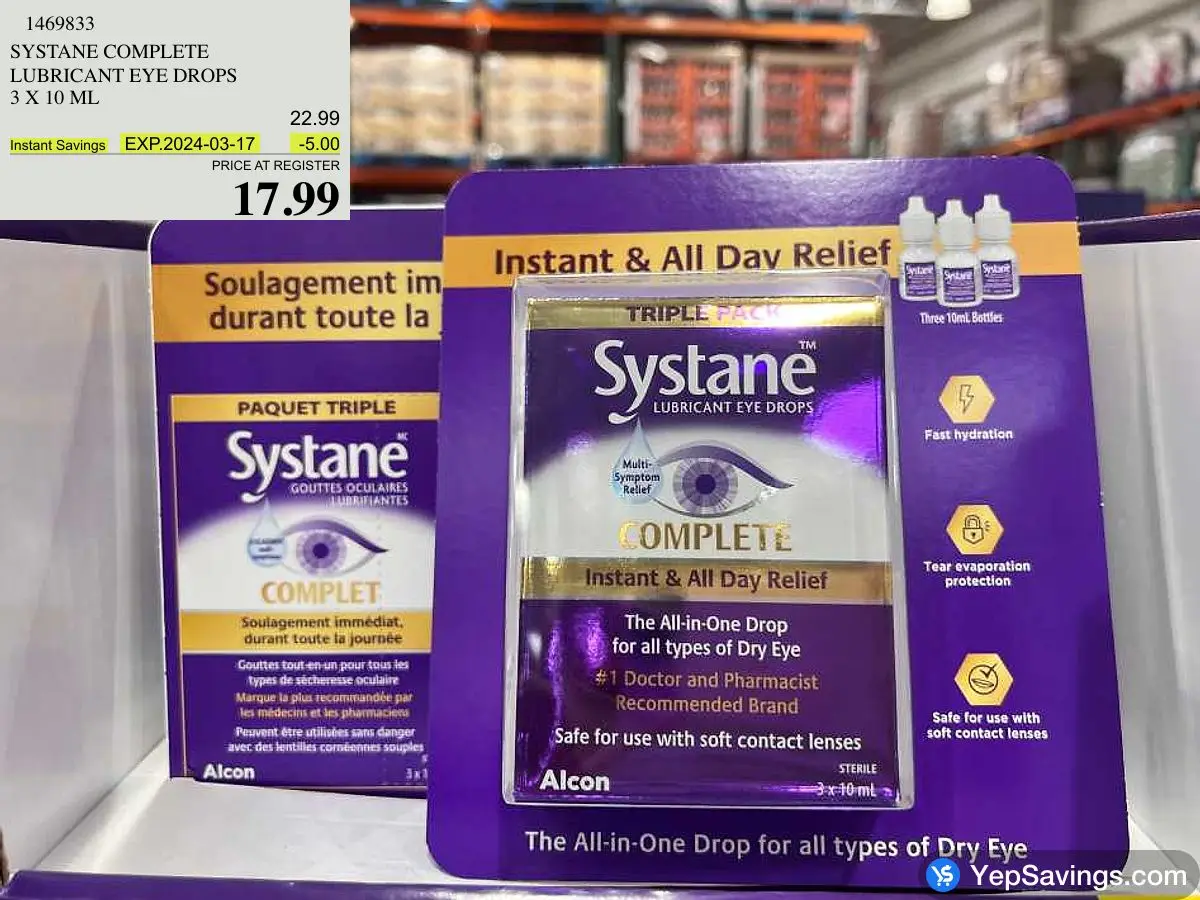 1469833
SYSTANE COMPLETE
LUBRICANT EYE DROPS
3 X 10 ML
22.99
Instant Savings EXP.2024-03-17 -5.00
PRICE AT REGISTER
17.99
Soulagement im
durant toute la
PAQUET TRIPLE
Systane MC
GOUTTES OCULAIRES
LUBRIFIANTES
COMPLET
Soulagement immédiat,
durant toute la journée
Gouttes tout-en-un pour tous les
types de sécheresse oculaire
Marque la plus recommandée par
les médecins et les pharmaciens
Peuvent être utilisées sans danger
avec des lentilles cornéennes souples
Alcon
Instant & All Day Relief
Systane
Systane
Systane
Three 10mL Bottles
TRIPLE PACK
Systane™
LUBRICANT EYE DROPS
Multi-
Symptom
Relief
COMPLETE
Instant & All Day Relief
The All-in-One Drop
for all types of Dry Eye
#1 Doctor and Pharmacist
Recommended Brand
Safe for use with soft contact lenses
STERILE
Alcon
3 x 10 mL
Fast hydration
Tear evaporation
protection
Safe for use with
soft contact lenses
The All-in-One Drop for all types of Dry Eye
YepSavings.com